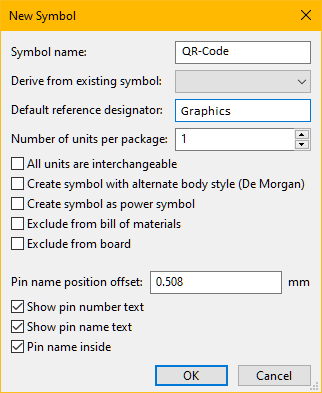 New Symbol
Symbol name: QR-Code
Derive from existing symbol:
Default reference designator: Graphics
Number of units per package: 1
All units are interchangeable
Create symbol with alternate body style (De Morgan)
Create symbol as power symbol
Exclude from bill of materials
Exclude from board
Pin name position offset: 0.508 mm
Show pin number text
Show pin name text
Pin name inside
OK Cancel